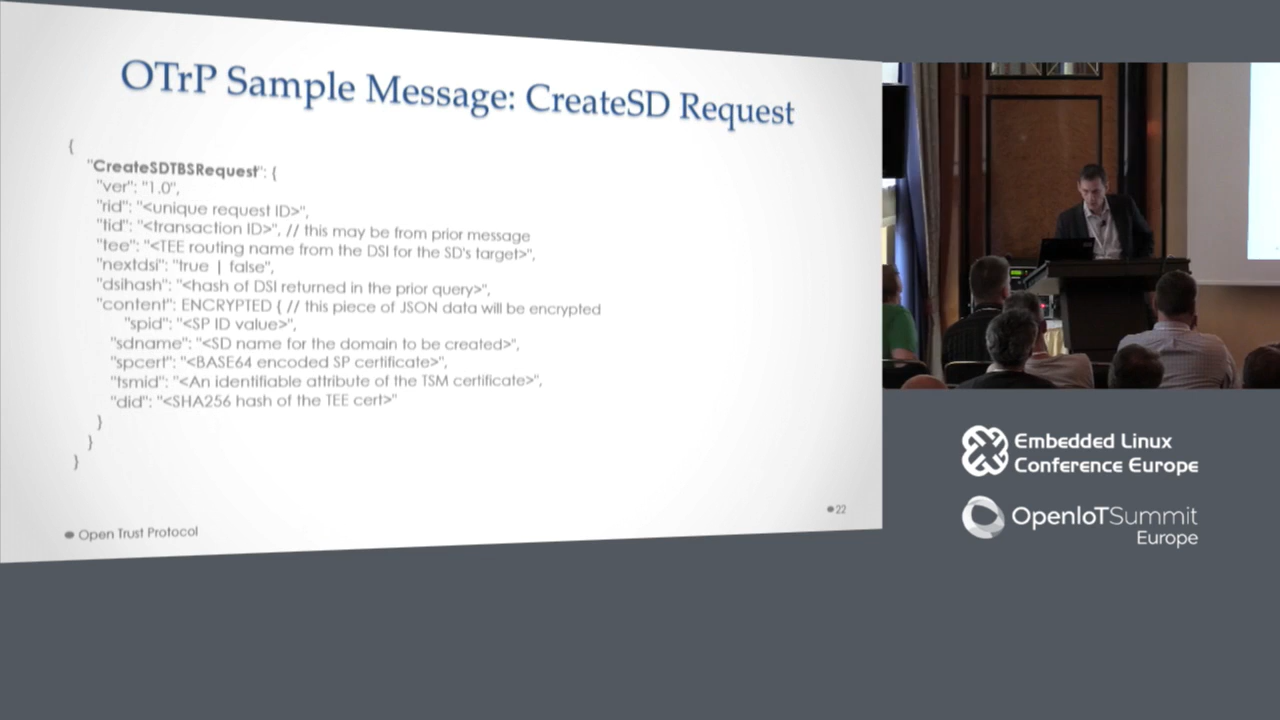 OTrP Sample Message: CreateSD Request
{
"CreateSDTBSRequest": {
"ver": "1.0",
"rid": "<unique request ID>",
"tid": "<transaction ID>", // this may be from prior message
"tee": "<TEE routing name from the DSI for the SD's target>",
"nextdsi": "true | false",
"dsihash": "<hash of DSI returned in the prior query>",
"content": ENCRYPTED { // this piece of JSON data will be encrypted
"spid": "<SP ID value>",
"sdname": "<SD name for the domain to be created>",
"spcert": "<BASE64 encoded SP certificate>",
"tsmid": "<An identifiable attribute of the TSM certificate>",
"did": "<SHA256 hash of the TEE cert>"
}
}
}
Open Trust Protocol
22
Embedded Linux
Conference Europe
OpenIoTSummit
Europe